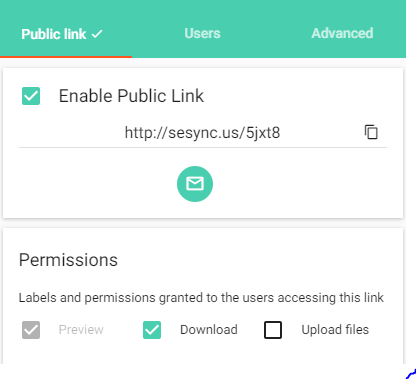 Public link Users Advanced
Enable Public Link
http://sesync.us/5jxt8
Permissions
Labels and permissions granted to the users accessing this link
Preview Download Upload files